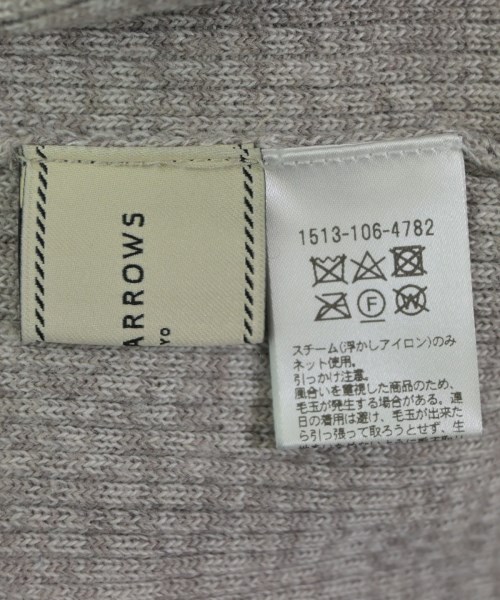 ARROWS
YO
1513-106-4782
F W
スチーム(浮かしアイロン)のみ
ネット使用。
引っかけ注意。
風合いを重視した商品のため、
毛玉が発生する場合がある。連
日の着用は避け、毛玉が出来た
ら引っ張って取ろうとせず、生